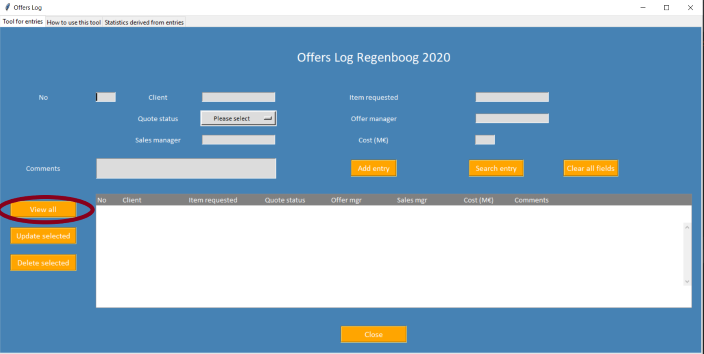 Offers Log
Tool for entries How to use this tool Statistics derived from entries
Offers Log Regenboog 2020
No Client Item requested
Quote status Please select Offer manager
Sales manager Cost (M€)
Comments Add entry Search entry Clear all fields
No Client Item requested Quote status Offer mgr Sales mgr Cost (M€) Comments
View all
Update selected
Delete selected
Close